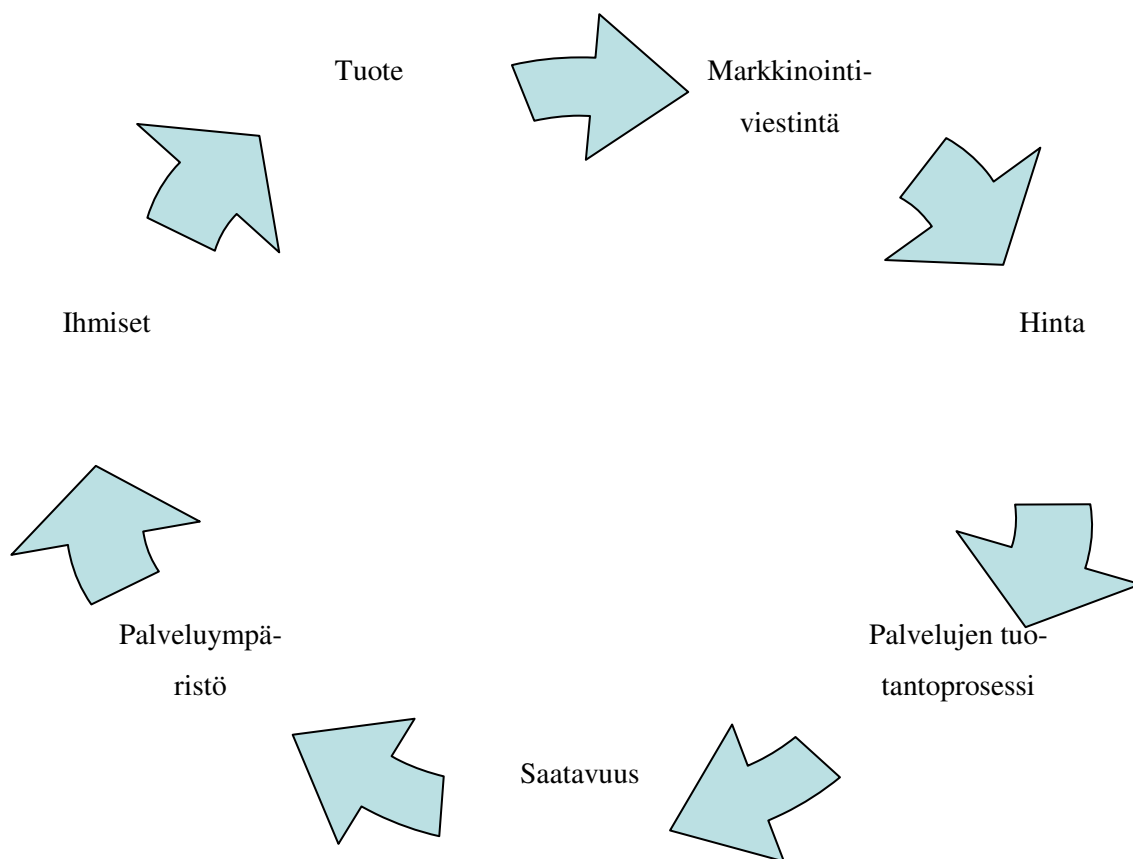 Tuote
Markkinointi-
viestintä
Ihmiset
Hinta
Palveluympä-
ristö
Palvelujen tuo-
tantoprosessi
Saatavuus